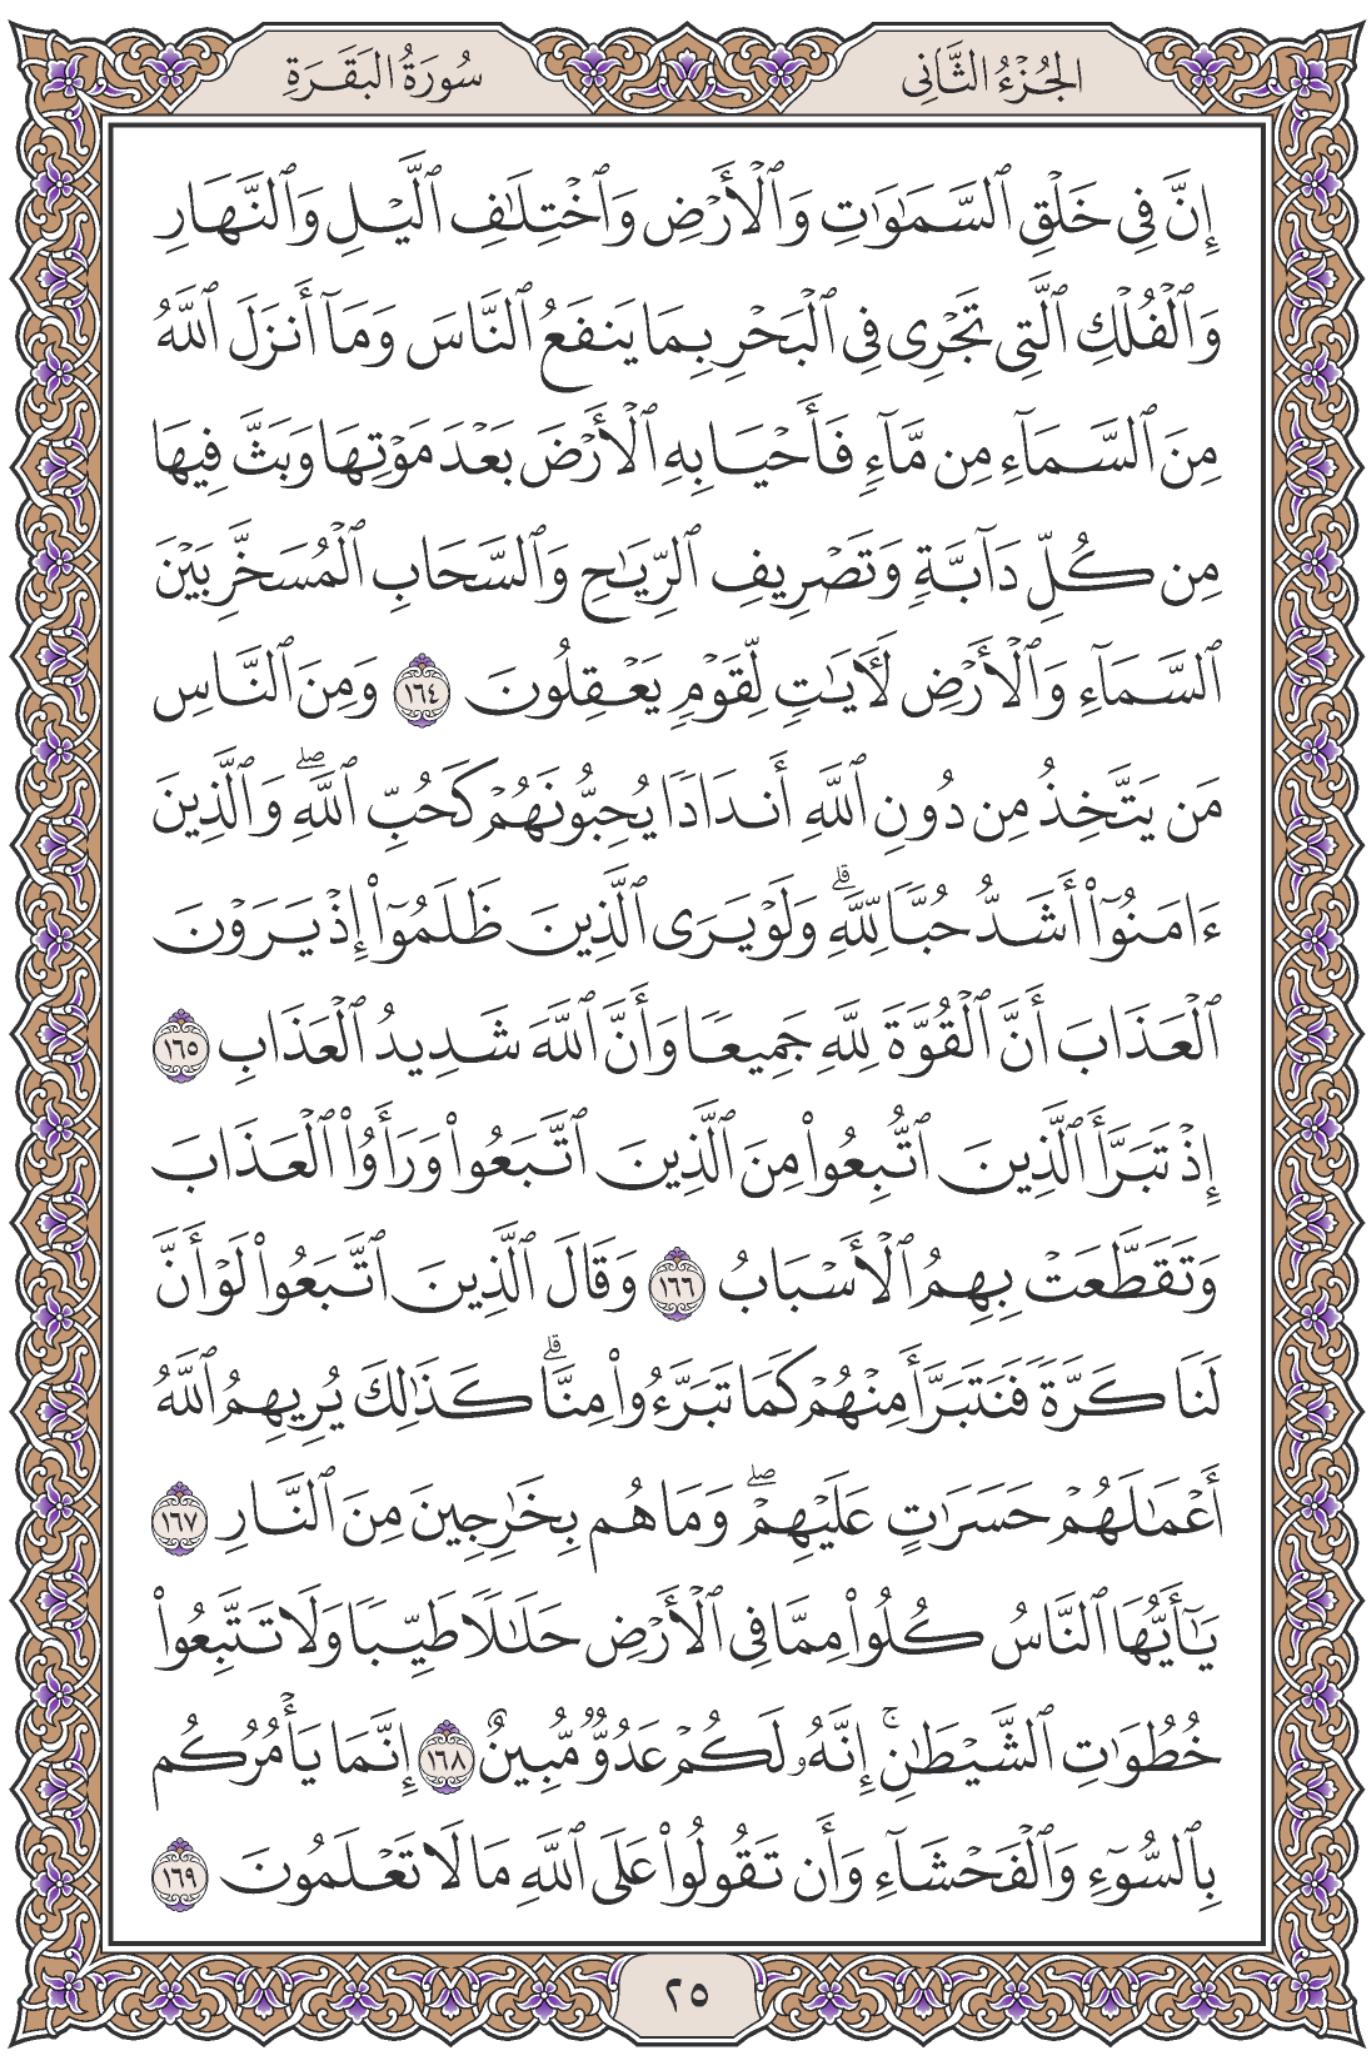 الجُزْءُ الثَّانِى
سُورَةُ البَقَرَةِ
إِنَّ فِى خَلْقِ ٱلسَّمَٰوَٰتِ وَٱلْأَرْضِ وَٱخْتِلَٰفِ ٱلَّيْلِ وَٱلنَّهَارِ
وَٱلْفُلْكِ ٱلَّتِى تَجْرِى فِى ٱلْبَحْرِ بِمَا يَنفَعُ ٱلنَّاسَ وَمَآ أَنزَلَ ٱللَّهُ
مِنَ ٱلسَّمَآءِ مِن مَّآءٍ فَأَحْيَا بِهِ ٱلْأَرْضَ بَعْدَ مَوْتِهَا وَبَثَّ فِيهَا
مِن كُلِّ دَآبَّةٍ وَتَصْرِيفِ ٱلرِّيَٰحِ وَٱلسَّحَابِ ٱلْمُسَخَّرِ بَيْنَ
ٱلسَّمَآءِ وَٱلْأَرْضِ لَءَايَٰتٍ لِّقَوْمٍ يَعْقِلُونَ ١٦٤ وَمِنَ ٱلنَّاسِ
مَن يَتَّخِذُ مِن دُونِ ٱللَّهِ أَندَادًا يُحِبُّونَهُمْ كَحُبِّ ٱللَّهِ ۖ وَٱلَّذِينَ
ءَامَنُوٓا۟ أَشَدُّ حُبًّا لِّلَّهِ ۗ وَلَوْ يَرَى ٱلَّذِينَ ظَلَمُوٓا۟ إِذْ يَرَوْنَ
ٱلْعَذَابَ أَنَّ ٱلْقُوَّةَ لِلَّهِ جَمِيعًا وَأَنَّ ٱللَّهَ شَدِيدُ ٱلْعَذَابِ ١٦٥
إِذْ تَبَرَّأَ ٱلَّذِينَ ٱتُّبِعُوا۟ مِنَ ٱلَّذِينَ ٱتَّبَعُوا۟ وَرَأَوُا۟ ٱلْعَذَابَ
وَتَقَطَّعَتْ بِهِمُ ٱلْأَسْبَابُ ١٦٦ وَقَالَ ٱلَّذِينَ ٱتَّبَعُوا۟ لَوْ أَنَّ
لَنَا كَرَّةً فَنَتَبَرَّأَ مِنْهُمْ كَمَا تَبَرَّءُوا۟ مِنَّا ۗ كَذَٰلِكَ يُرِيهِمُ ٱللَّهُ
أَعْمَٰلَهُمْ حَسَرَٰتٍ عَلَيْهِمْ ۖ وَمَا هُم بِخَٰرِجِينَ مِنَ ٱلنَّارِ ١٦٧
يَٰٓأَيُّهَا ٱلنَّاسُ كُلُوا۟ مِمَّا فِى ٱلْأَرْضِ حَلَٰلًا طَيِّبًا وَلَا تَتَّبِعُوا۟
خُطُوَٰتِ ٱلشَّيْطَٰنِ ۚ إِنَّهُۥ لَكُمْ عَدُوٌّ مُّبِينٌ ١٦٨ إِنَّمَا يَأْمُرُكُم
بِٱلسُّوٓءِ وَٱلْفَحْشَآءِ وَأَن تَقُولُوا۟ عَلَى ٱللَّهِ مَا لَا تَعْلَمُونَ ١٦٩
٢٥